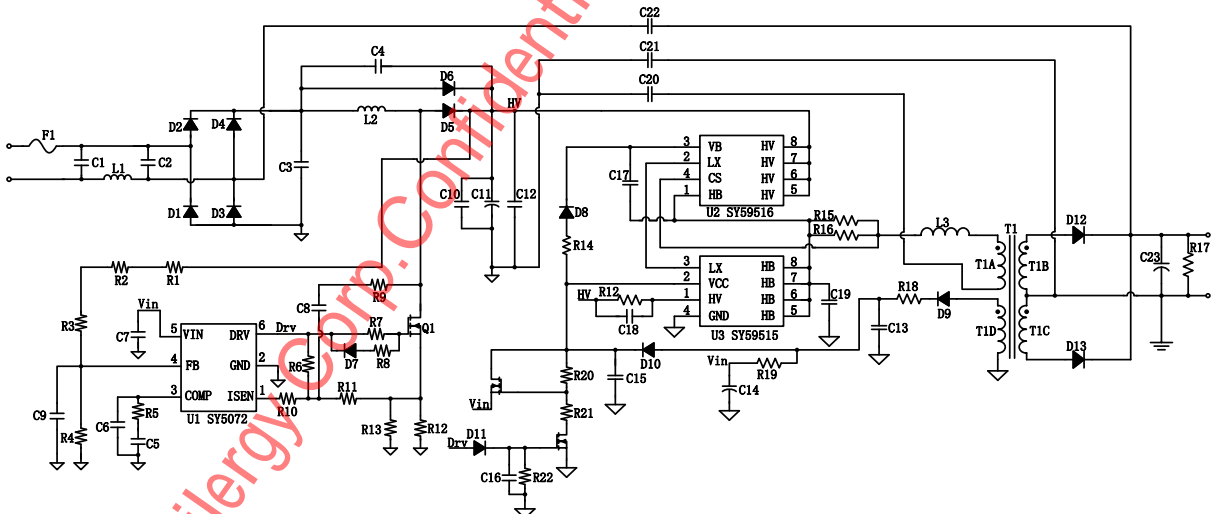 C22
C21
C20
C4
D6
HV
D2
D4
L2
D5
F1
C1
L1
C2
C3
D1
D3
C10
C11
C12
3 VB HV 8
2 LX HV 7
4 CS HV 6
1 HB HV 5
U2 SY59516
C17
D8
R14
R15
R16
L3
T1
D12
T1A
T1B
C23
R17
R2
R1
R9
C8
3 LX HB 8
2 VCC HB 7
1 HV HB 6
4 GND HB 5
U3 SY59515
HV
R12
C18
C19
R18
D9
C13
T1D
T1C
D13
R3
Vin
C7
5 VIN DRV 6
4 FB GND 2
3 COMP ISEN 1
U1 SY5072
Drv
R7
D7
R8
Q1
R6
R10
R11
R13
R12
C9
R4
C6
R5
C5
D10
C15
R20
R21
Vin
Vin
R19
C14
Drv
D11
C16
R22
Silergy Corp.Confidenti